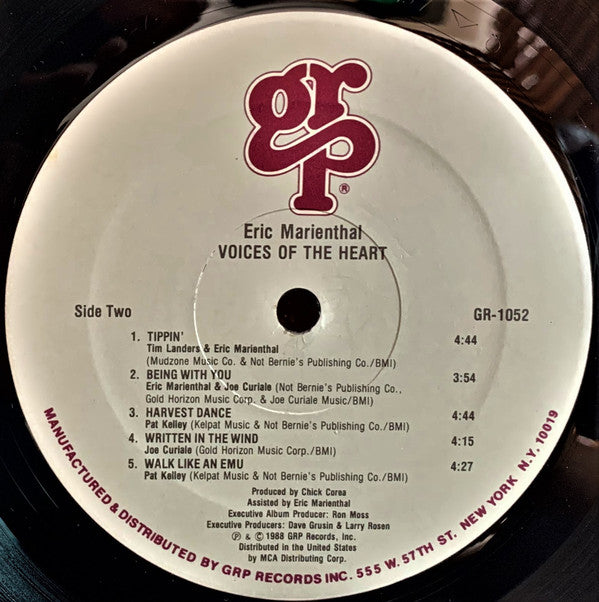 grp®
Eric Marienthal
VOICES OF THE HEART
Side Two
GR-1052
1. TIPPIN' 4:44
Tim Landers & Eric Marienthal
(Mudzone Music Co. & Not Bernie's Publishing Co./BMI)
2. BEING WITH YOU 3:54
Eric Marienthal & Joe Curiale (Not Bernie's Publishing Co.,
Gold Horizon Music Corp. & Joe Curiale Music/BMI)
3. HARVEST DANCE 4:44
Pat Kelley (Kelpat Music & Not Bernie's Publishing Co./BMI)
4. WRITTEN IN THE WIND 4:15
Joe Curiale (Gold Horizon Music Corp./BMI)
5. WALK LIKE AN EMU 4:27
Pat Kelley (Kelpat Music & Not Bernie's Publishing Co./BMI)
Produced by Chick Corea
Assisted by Eric Marienthal
Executive Album Producer: Ron Moss
Executive Producers: Dave Grusin & Larry Rosen
℗ & © 1988 GRP Records, Inc.
Distributed in the United States
by MCA Distributing Corp.
MANUFACTURED & DISTRIBUTED BY GRP RECORDS INC. 555 W. 57TH ST. NEW YORK N.Y. 10019